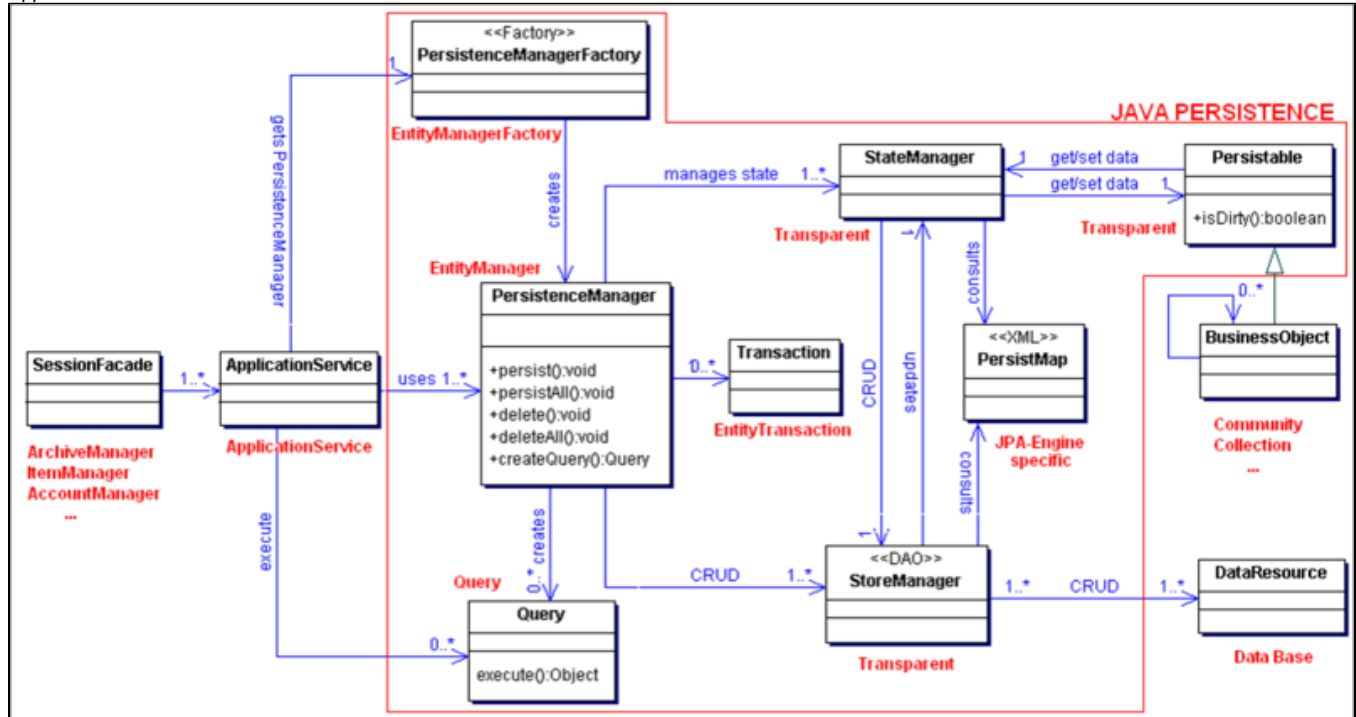 <<Factory>>
PersistenceManagerFactory
1
gets PersistenceManager
EntityManagerFactory
creates
JAVA PERSISTENCE
StateManager
Persistable
+isDirty():boolean
1
get/set data
get/set data
1
manages state
1..*
Transparent
Transparent
EntityManager
PersistenceManager
+persist():void
+persistAll():void
+delete():void
+deleteAll():void
+createQuery():Query
CRUD
1
updates
1
consults
<<XML>>
PersistMap
JPA-Engine
specific
consults
0..*
BusinessObject
Community
Collection
...
SessionFacade
1..*
ApplicationService
uses 1..*
ArchiveManager
ItemManager
AccountManager
...
ApplicationService
0..*
Transaction
EntityTransaction
execute
0..*
creates
0..*
Query
Query
execute():Object
CRUD
1..*
<<DAO>>
StoreManager
Transparent
1..*
CRUD
1..*
DataResource
Data Base